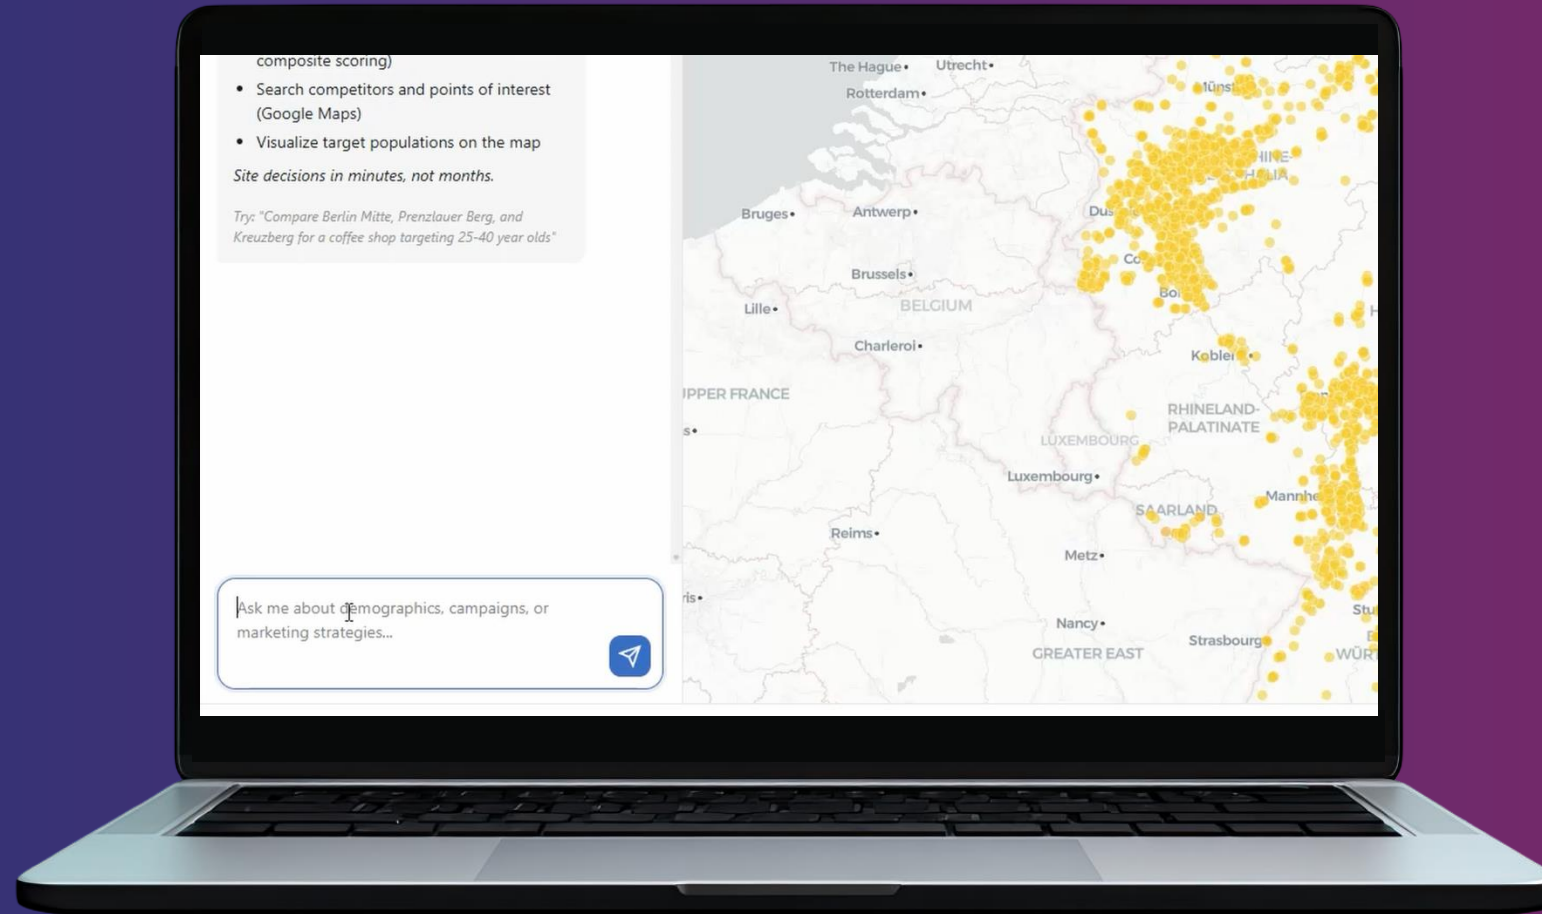 composite scoring)
• Search competitors and points of interest
(Google Maps)
• Visualize target populations on the map
Site decisions in minutes, not months.
Try: "Compare Berlin Mitte, Prenzlauer Berg, and
Kreuzberg for a coffee shop targeting 25-40 year olds"
Ask me about demographics, campaigns, or
marketing strategies...
The Hague
Utrecht
Rotterdam
Bruges
Antwerp
Brussels
BELGIUM
Lille
Charleroi
UPPER FRANCE
RHINELAND-
PALATINATE
LUXEMBOURG
Luxembourg
SAARLAND
Reims
Metz
Nancy
Strasbourg
GREATER EAST